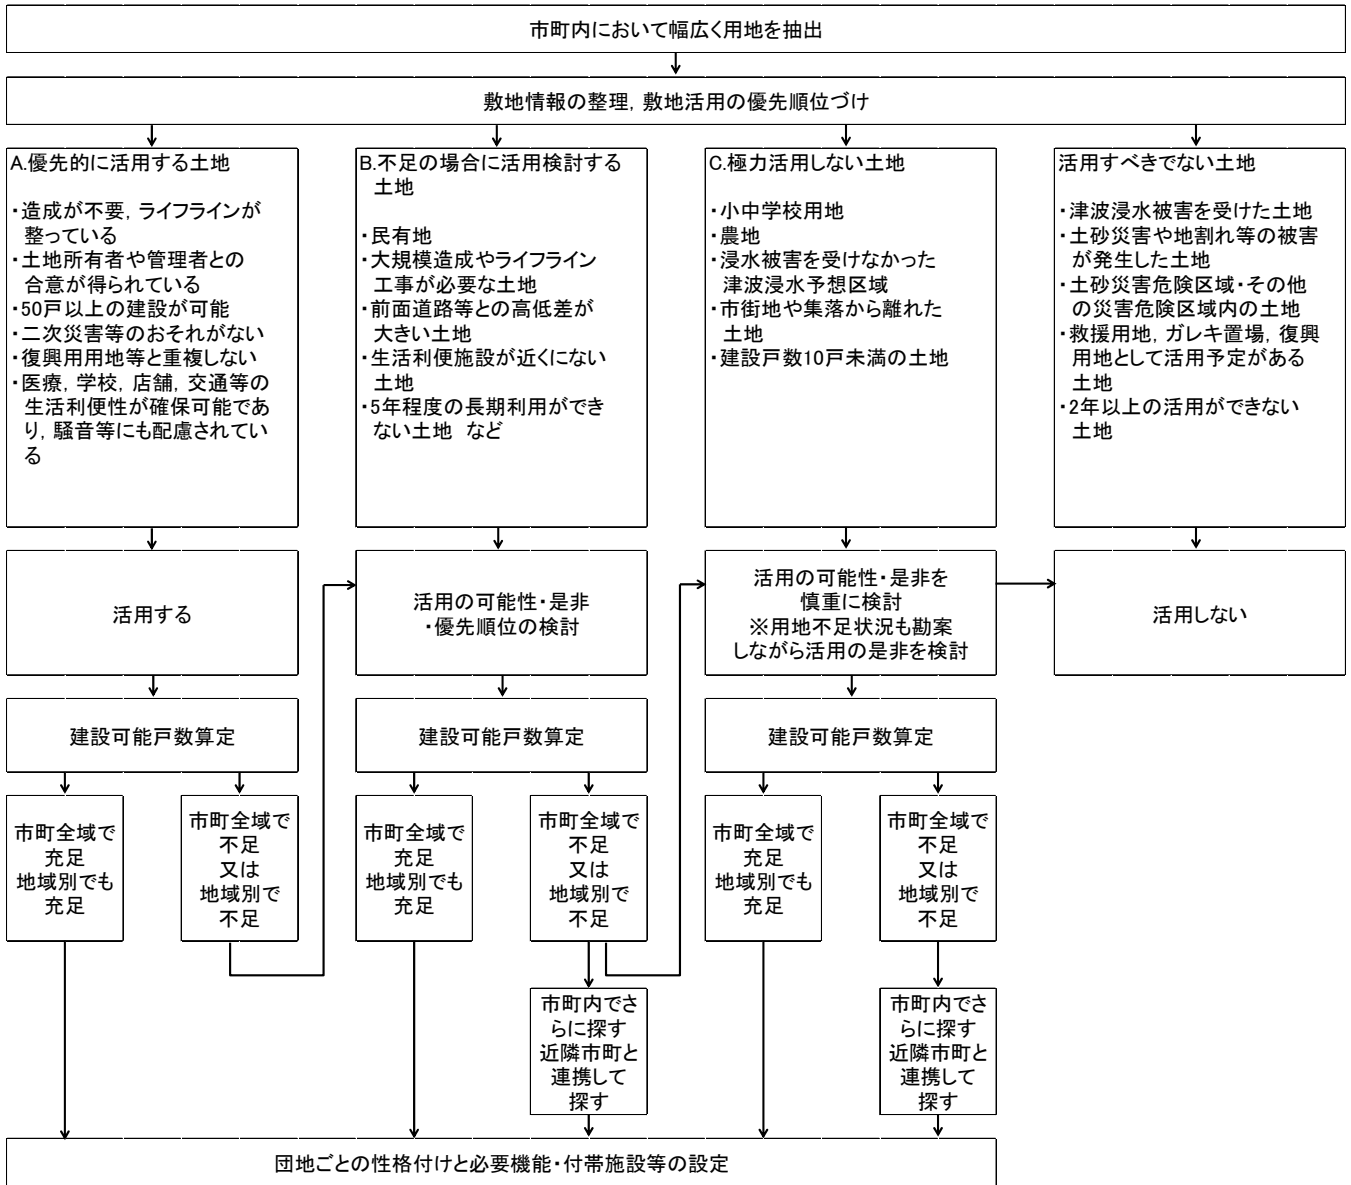 市町内において幅広く用地を抽出
敷地情報の整理，敷地活用の優先順位づけ
A.優先的に活用する土地
・造成が不要，ライフラインが
整っている
・土地所有者や管理者との
合意が得られている
・50戸以上の建設が可能
・二次災害等のおそれがない
・復興用用地等と重複しない
・医療，学校，店舗，交通等の
生活利便性が確保可能であ
り，騒音等にも配慮されてい
る
B.不足の場合に活用検討する
土地
・民有地
・大規模造成やライフライン
工事が必要な土地
・前面道路等との高低差が
大きい土地
・生活利便施設が近くにない
土地
・5年程度の長期利用ができ
ない土地　など
C.極力活用しない土地
・小中学校用地
・農地
・浸水被害を受けなかった
津波浸水予想区域
・市街地や集落から離れた
土地
・建設戸数10戸未満の土地
活用すべきでない土地
・津波浸水被害を受けた土地
・土砂災害や地割れ等の被害
が発生した土地
・土砂災害危険区域・その他
の災害危険区域内の土地
・救援用地，ガレキ置場，復興
用地として活用予定がある
土地
・2年以上の活用ができない
土地
活用する
活用の可能性・是非
・優先順位の検討
活用の可能性・是非を
慎重に検討
※用地不足状況も勘案
しながら活用の是非を検討
活用しない
建設可能戸数算定
建設可能戸数算定
建設可能戸数算定
市町全域で
充足
地域別でも
充足
市町全域で
不足
又は
地域別で
不足
市町全域で
充足
地域別でも
充足
市町全域で
不足
又は
地域別で
不足
市町全域で
充足
地域別でも
充足
市町全域で
不足
又は
地域別で
不足
市町内でさ
らに探す
近隣市町と
連携して
探す
市町内でさ
らに探す
近隣市町と
連携して
探す
団地ごとの性格付けと必要機能・付帯施設等の設定